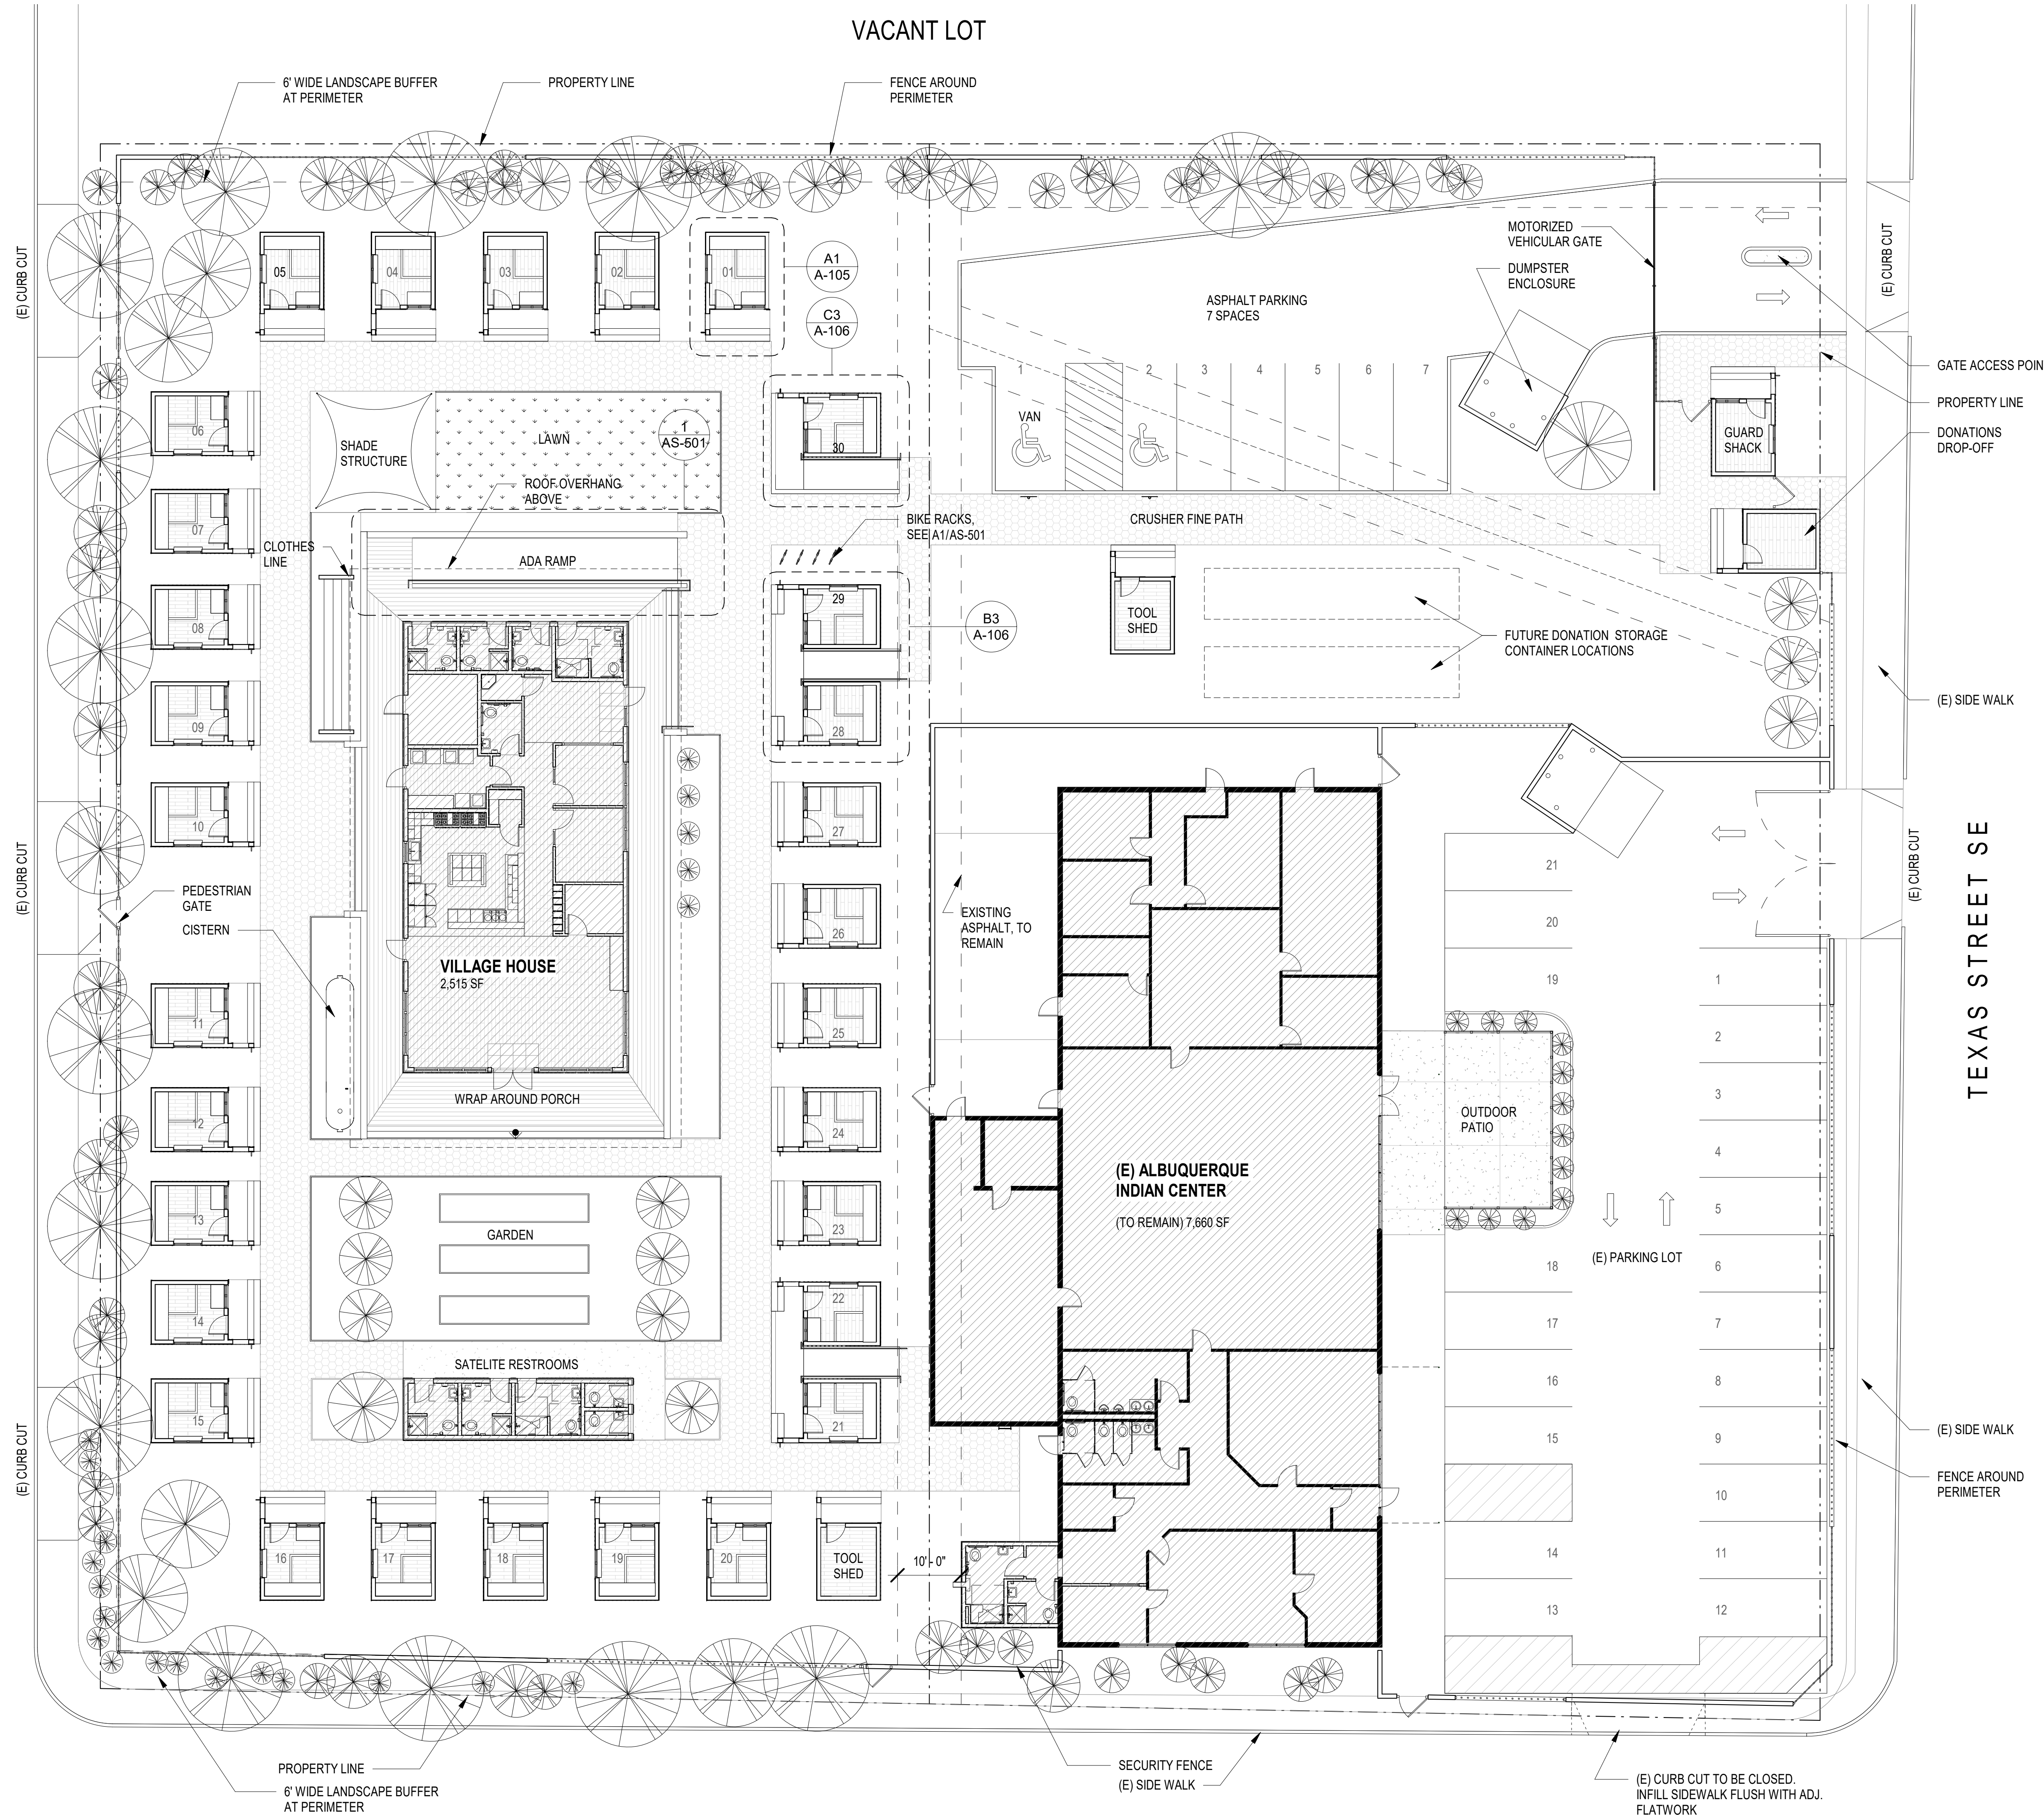 VACANT LOT
6' WIDE LANDSCAPE BUFFER
AT PERIMETER
PROPERTY LINE
FENCE AROUND
PERIMETER
(E) CURB CUT
05
04
03
02
01
A1
A-105
C3
A-106
MOTORIZED
VEHICULAR GATE
DUMPSTER
ENCLOSURE
ASPHALT PARKING
7 SPACES
(E) CURB CUT
GATE ACCESS POIN
PROPERTY LINE
DONATIONS
DROP-OFF
1
2
3
4
5
6
7
VAN
GUARD
SHACK
06
SHADE
STRUCTURE
LAWN
1
AS-501
30
ROOF OVERHANG
ABOVE
07
CLOTHES
LINE
ADA RAMP
BIKE RACKS,
SEE A1/AS-501
CRUSHER FINE PATH
08
29
B3
A-106
TOOL
SHED
FUTURE DONATION STORAGE
CONTAINER LOCATIONS
(E) SIDE WALK
09
28
10
27
(E) CURB CUT
PEDESTRIAN
GATE
CISTERN
26
EXISTING
ASPHALT, TO
REMAIN
VILLAGE HOUSE
2,515 SF
21
20
19
(E) CURB CUT
TEXAS STREET SE
11
25
1
2
3
4
5
6
7
8
9
10
11
12
12
WRAP AROUND PORCH
24
OUTDOOR
PATIO
(E) ALBUQUERQUE
INDIAN CENTER
(TO REMAIN) 7,660 SF
13
GARDEN
23
(E) PARKING LOT
18
17
16
15
14
13
14
22
SATELITE RESTROOMS
15
21
(E) CURB CUT
(E) SIDE WALK
FENCE AROUND
PERIMETER
16
17
18
19
20
TOOL
SHED
10' - 0"
PROPERTY LINE
6' WIDE LANDSCAPE BUFFER
AT PERIMETER
SECURITY FENCE
(E) SIDE WALK
(E) CURB CUT TO BE CLOSED.
INFILL SIDEWALK FLUSH WITH ADJ.
FLATWORK